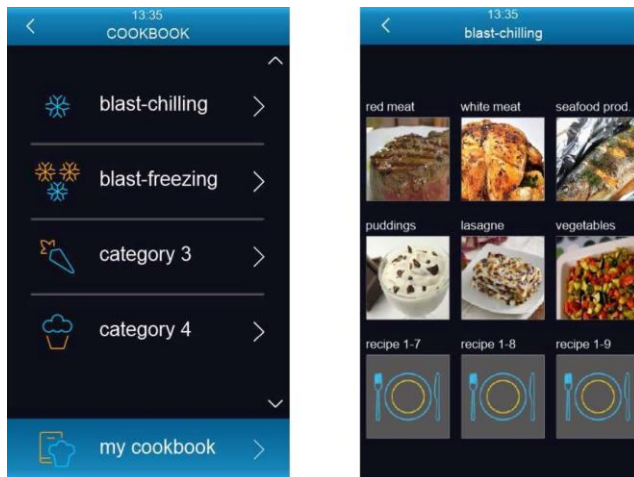 13:35
COOKBOOK
blast-chilling
blast-freezing
category 3
category 4
my cookbook
13:35
blast-chilling
red meat
white meat
seafood prod.
puddings
lasagne
vegetables
recipe 1-7
recipe 1-8
recipe 1-9